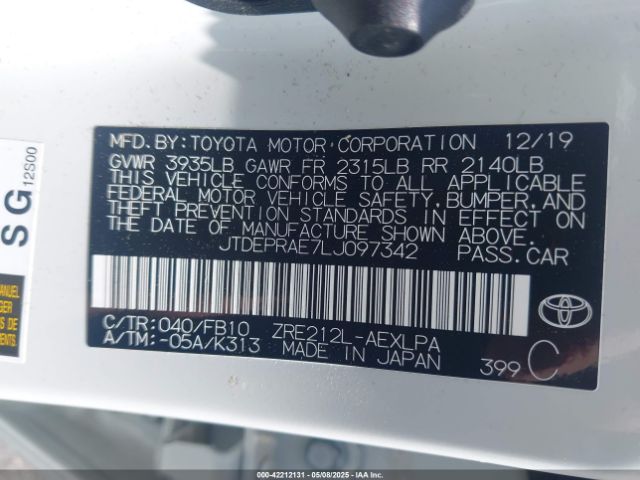 MFD. BY: TOYOTA MOTOR CORPORATION 12/19
GVWR 3935LB GAWR FR 2315LB RR 2140LB
THIS VEHICLE CONFORMS TO ALL APPLICABLE
FEDERAL MOTOR VEHICLE SAFETY, BUMPER, AND
THEFT PREVENTION STANDARDS IN EFFECT ON
THE DATE OF MANUFACTURE SHOWN ABOVE.
JTDEPRAE7LJ097342 PASS. CAR
C/TR: 040/FB10 ZRE212L-AEXLPA
A/TM: -05A/K313 MADE IN JAPAN 399 C
SG 12S00
MANUEL
000-42212131 - 05/08/2025 - IAA Inc.